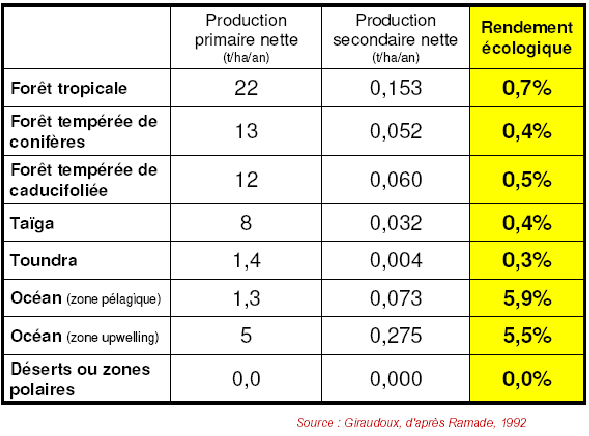 Production primaire nette (t/ha/an)
Production secondaire nette (t/ha/an)
Rendement écologique
Forêt tropicale 22 0,153 0,7%
Forêt tempérée de conifères 13 0,052 0,4%
Forêt tempérée de caducifoliée 12 0,060 0,5%
Taïga 8 0,032 0,4%
Toundra 1,4 0,004 0,3%
Océan (zone pélagique) 1,3 0,073 5,9%
Océan (zone upwelling) 5 0,275 5,5%
Déserts ou zones polaires 0,0 0,000 0,0%
Source : Giraudoux, d'après Ramade, 1992